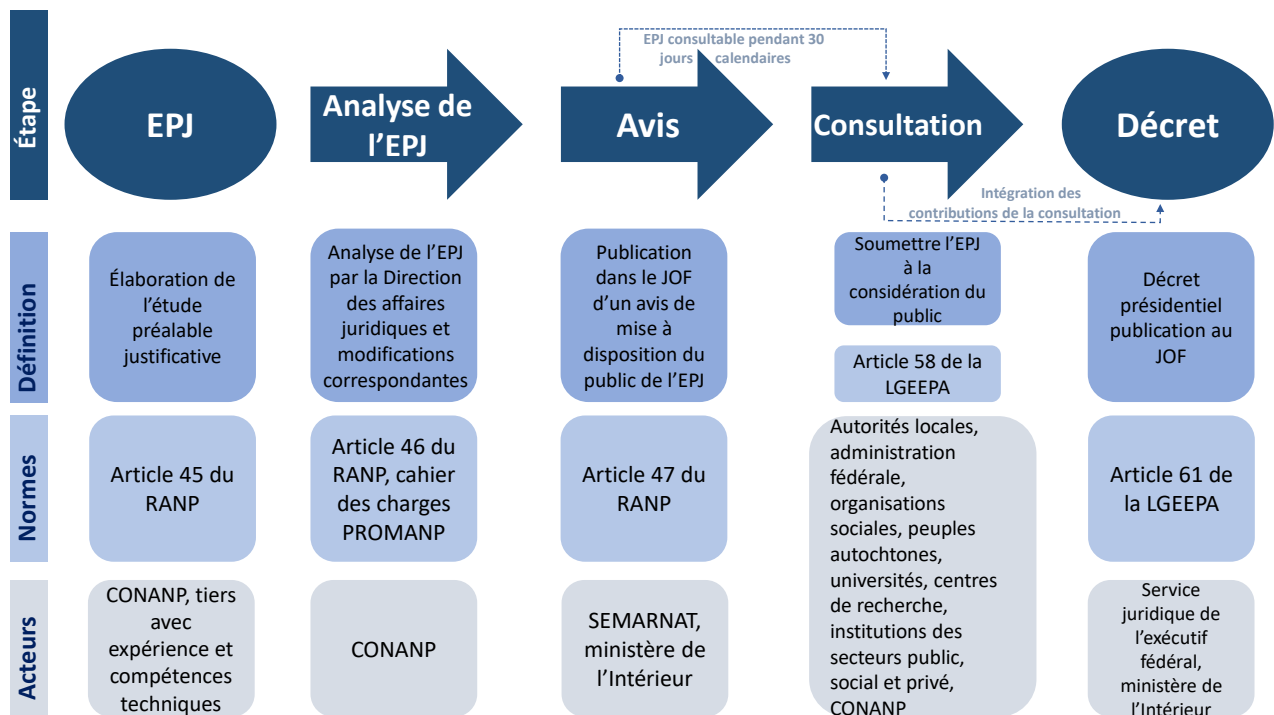 Étape
EPJ
Analyse de
l’EPJ
Avis
Consultation
Décret
EPJ consultable pendant 30
jours calendaires
Intégration des
contributions de la consultation
Définition
Élaboration de
l’étude
préalable
justificative
Analyse de l’EPJ
par la Direction
des affaires
juridiques et
modifications
correspondantes
Publication
dans le JOF
d’un avis de
mise à
disposition du
public de l’EPJ
Soumettre l’EPJ
à la
considération du
public
Décret
présidentiel
publication au
JOF
Normes
Article 45 du
RANP
Article 46 du
RANP, cahier
des charges
PROMANP
Article 47 du
RANP
Article 58 de la
LGEEPA
Article 61 de
la LGEEPA
Acteurs
CONANP, tiers
avec
expérience et
compétences
techniques
CONANP
SEMARNAT,
ministère de
l’Intérieur
Autorités locales,
administration
fédérale,
organisations
sociales, peuples
autochtones,
universités, centres
de recherche,
institutions des
secteurs public,
social et privé,
CONANP
Service
juridique de
l’exécutif
fédéral,
ministère de
l’Intérieur